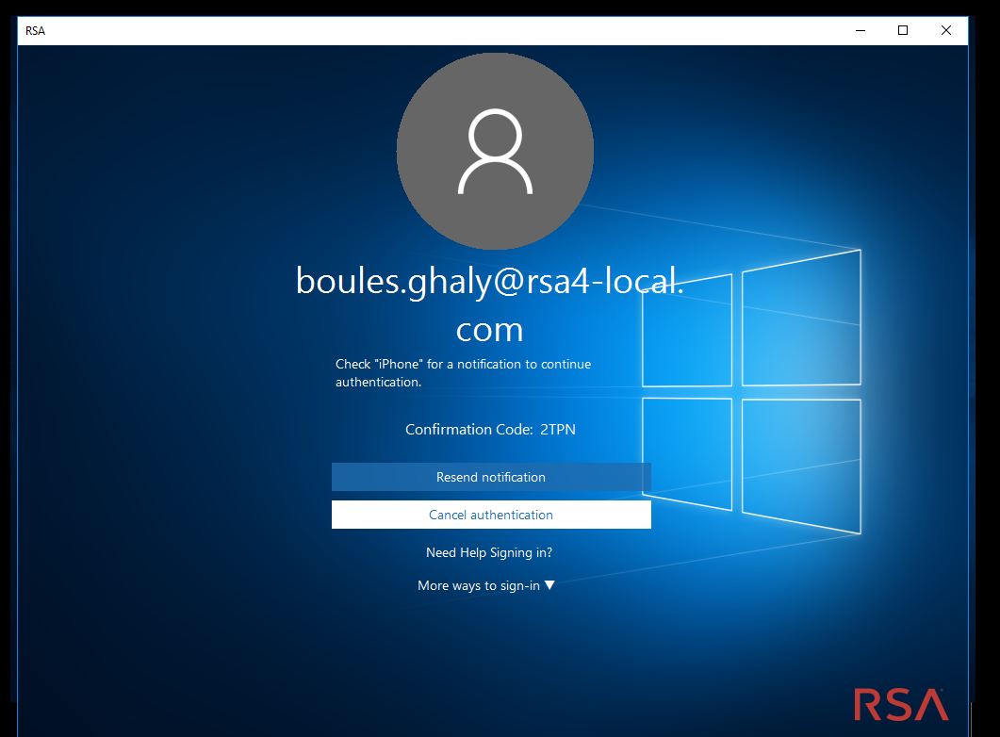 RSA
boules.ghaly@rsa4-local.
com
Check "iPhone" for a notification to continue
authentication.
Confirmation Code: 2TPN
Resend notification
Cancel authentication
Need Help Signing in?
More ways to sign-in ▼
RSA